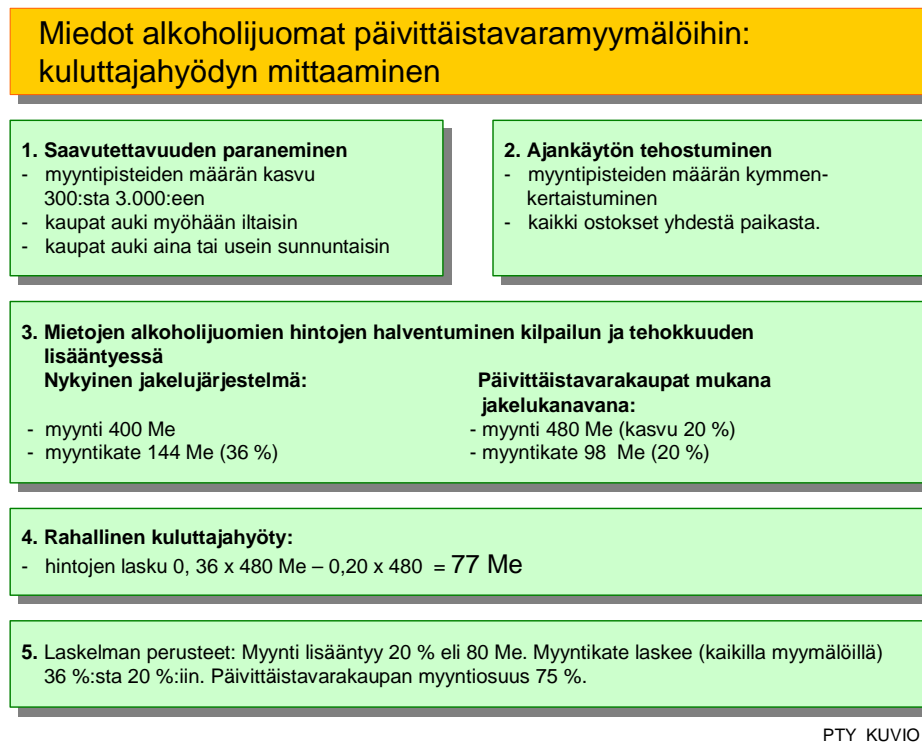 Miedot alkoholijuomat päivittäistavaramyymälöihin:
kuluttajahyödyn mittaaminen
1. Saavutettavuuden paraneminen
- myyntipisteiden määrän kasvu
300:sta 3.000:een
- kaupat auki myöhään iltaisin
- kaupat auki aina tai usein sunnuntaisin
2. Ajankäytön tehostuminen
- myyntipisteiden määrän kymmen-
kertaistuminen
- kaikki ostokset yhdestä paikasta.
3. Mietojen alkoholijuomien hintojen halventuminen kilpailun ja tehokkuuden
lisääntyessä
Nykyinen jakelujärjestelmä:
- myynti 400 Me
- myyntikate 144 Me (36 %)
Päivittäistavarakaupat mukana
jakelukanavana:
- myynti 480 Me (kasvu 20 %)
- myyntikate 98 Me (20 %)
4. Rahallinen kuluttajahyöty:
- hintojen lasku 0, 36 x 480 Me – 0,20 x 480 = 77 Me
5. Laskelman perusteet: Myynti lisääntyy 20 % eli 80 Me. Myyntikate laskee (kaikilla myymälöillä)
36 %:sta 20 %:iin. Päivittäistavarakaupan myyntiosuus 75 %.
PTY KUVIO